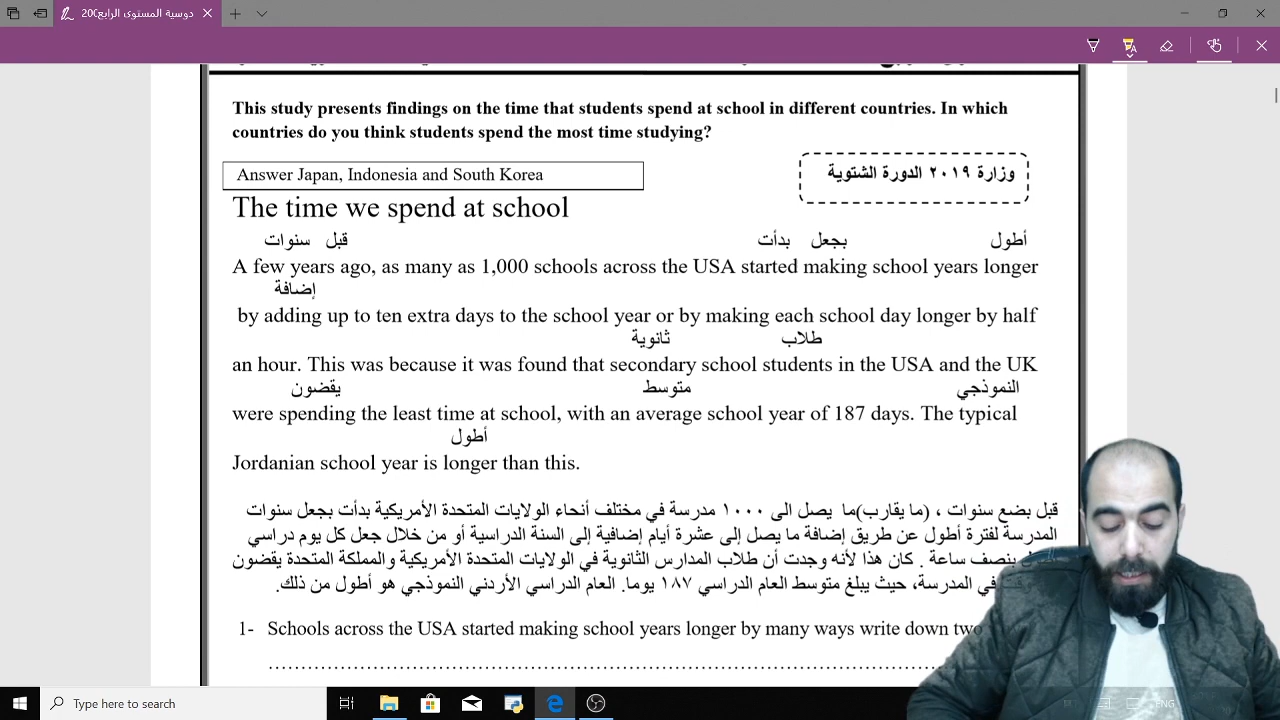 دوسية المستوى الرابع200
This study presents findings on the time that students spend at school in different countries. In which
countries do you think students spend the most time studying?
Answer Japan, Indonesia and South Korea
وزارة ٢٠١٩ الدورة الشتوية
The time we spend at school
سنوات قبل بدأت بجعل أطول
A few years ago, as many as 1,000 schools across the USA started making school years longer
إضافة
by adding up to ten extra days to the school year or by making each school day longer by half
ثانوية طلاب
an hour. This was because it was found that secondary school students in the USA and the UK
يقضون متوسط النموذجي
were spending the least time at school, with an average school year of 187 days. The typical
أطول
Jordanian school year is longer than this.
قبل بضع سنوات ، (ما يقارب)ما يصل الى ١٠٠٠ مدرسة في مختلف أنحاء الولايات المتحدة الأمريكية بدأت بجعل سنوات
المدرسة لفترة أطول عن طريق إضافة ما يصل إلى عشرة أيام إضافية إلى السنة الدراسية أو من خلال جعل كل يوم دراسي
بنصف ساعة . كان هذا لأنه وجدت أن طلاب المدارس الثانوية في الولايات المتحدة الأمريكية والمملكة المتحدة يقضون
في المدرسة، حيث يبلغ متوسط العام الدراسي ١٨٧ يوما. العام الدراسي الأردني النموذجي هو أطول من ذلك.
1- Schools across the USA started making school years longer by many ways write down two
Type here to search
ENG